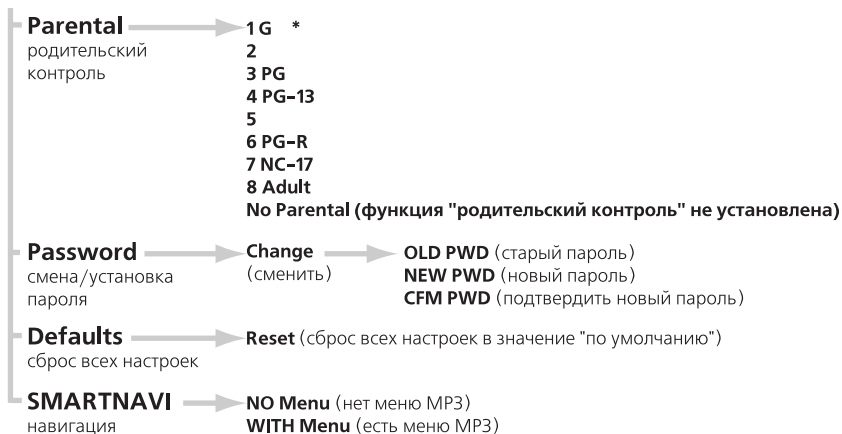 Parental
родительский
контроль
1 G *
2
3 PG
4 PG-13
5
6 PG-R
7 NC-17
8 Adult
No Parental (функция "родительский контроль" не установлена)
Password
смена/установка
пароля
Change
(сменить)
OLD PWD (старый пароль)
NEW PWD (новый пароль)
CFM PWD (подтвердить новый пароль)
Defaults
сброс всех настроек
Reset (сброс всех настроек в значение "по умолчанию")
SMARTNAVI
навигация
NO Menu (нет меню MP3)
WITH Menu (есть меню MP3)